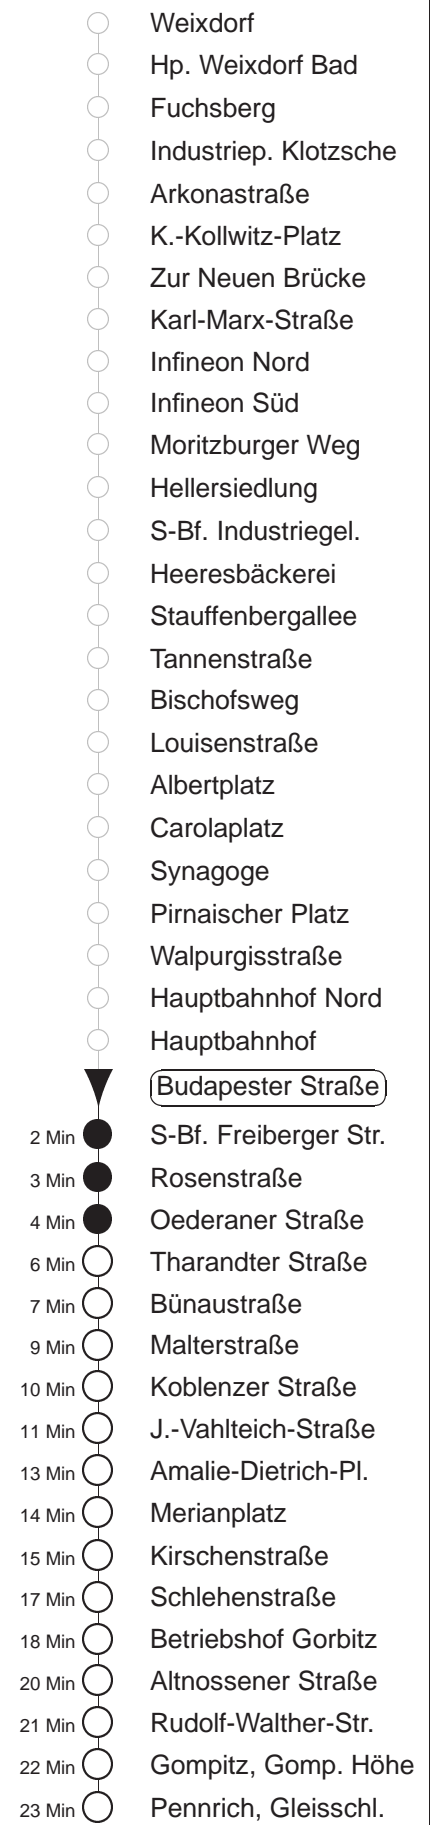 Weixdorf
Hp. Weixdorf Bad
Fuchsberg
Industriep. Klotzsche
Arkonastraße
K.-Kollwitz-Platz
Zur Neuen Brücke
Karl-Marx-Straße
Infineon Nord
Infineon Süd
Moritzburger Weg
Hellersiedlung
S-Bf. Industriegel.
Heeresbäckerei
Stauffenbergallee
Tannenstraße
Bischofsweg
Louisenstraße
Albertplatz
Carolaplatz
Synagoge
Pirnaischer Platz
Walpurgisstraße
Hauptbahnhof Nord
Hauptbahnhof
Budapester Straße
2 Min S-Bf. Freiberger Str.
3 Min Rosenstraße
4 Min Oederaner Straße
6 Min Tharandter Straße
7 Min Bünaustraße
9 Min Malterstraße
10 Min Koblenzer Straße
11 Min J.-Vahlteich-Straße
13 Min Amalie-Dietrich-Pl.
14 Min Merianplatz
15 Min Kirschenstraße
17 Min Schlehenstraße
18 Min Betriebshof Gorbitz
20 Min Altnossener Straße
21 Min Rudolf-Walther-Str.
22 Min Gompitz, Gomp. Höhe
23 Min Pennrich, Gleisschl.